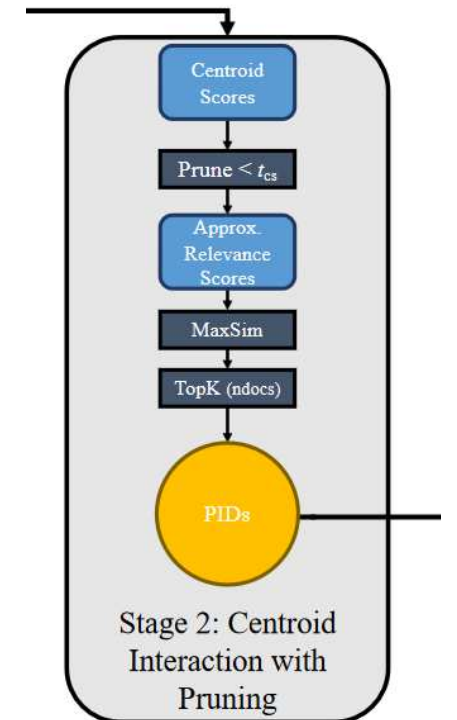 Centroid
Scores
Prune < tcs
Approx.
Relevance
Scores
MaxSim
TopK (ndocs)
PIDs
Stage 2: Centroid
Interaction with
Pruning